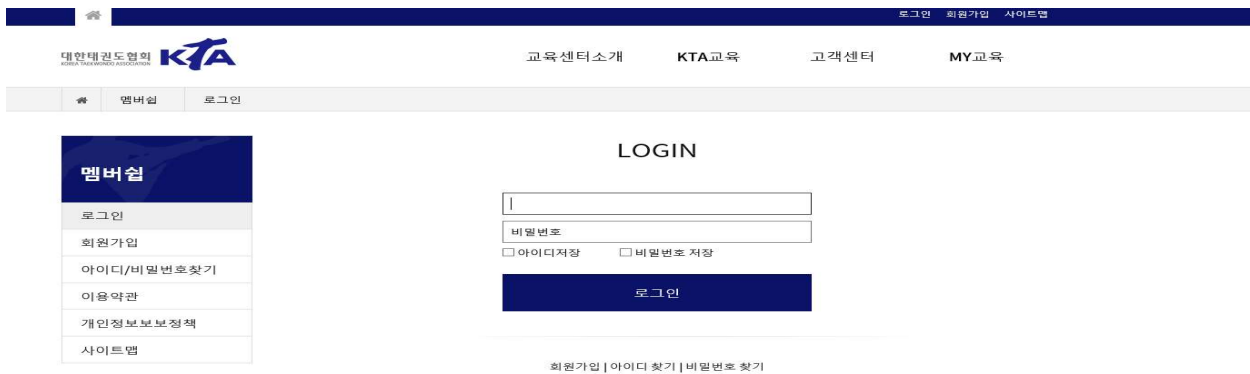 로그인 회원가입 사이트맵
대한태권도협회 KTA
KOREA TAEKWONDO ASSOCIATION
교육센터소개 KTA교육 고객센터 MY교육
멤버쉽 로그인
멤버쉽
로그인
회원가입
아이디/비밀번호찾기
이용약관
개인정보보보정책
사이트맵
LOGIN
비밀번호
아이디저장 비밀번호 저장
로그인
회원가입 | 아이디 찾기 | 비밀번호 찾기